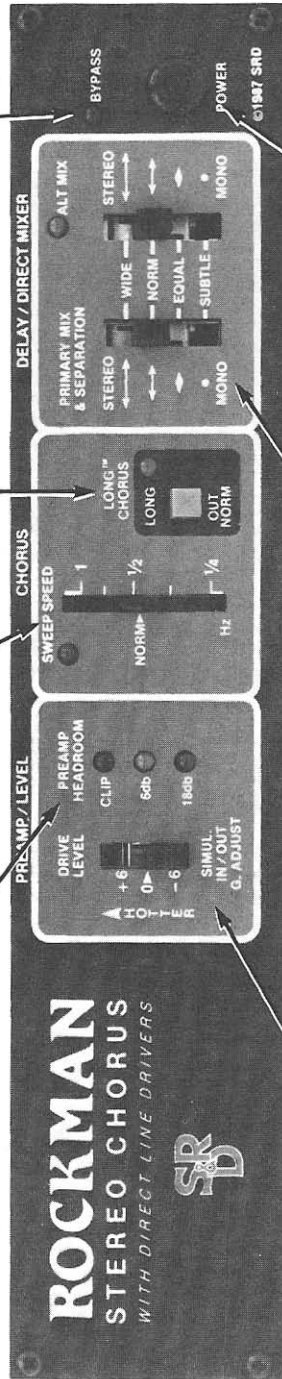 ROCKMAN
STEREO CHORUS
WITH DIRECT LINE DRIVERS
SR&D
PREAMP / LEVEL
DRIVE
LEVEL
+6
0
-6
HOTTER
SIMUL.
IN / OUT
G. ADJUST
PREAMP
HEADROOM
CLIP
6db
18db
CHORUS
SWEEP SPEED
1
1/2
1/4
NORM
Hz
LONG™
CHORUS
LONG
OUT
NORM
DELAY / DIRECT MIXER
PRIMARY MIX
& SEPARATION
ALT MIX
STEREO
STEREO
WIDE
NORM
EQUAL
SUBTLE
MONO
MONO
BYPASS
POWER
©1987 SRD